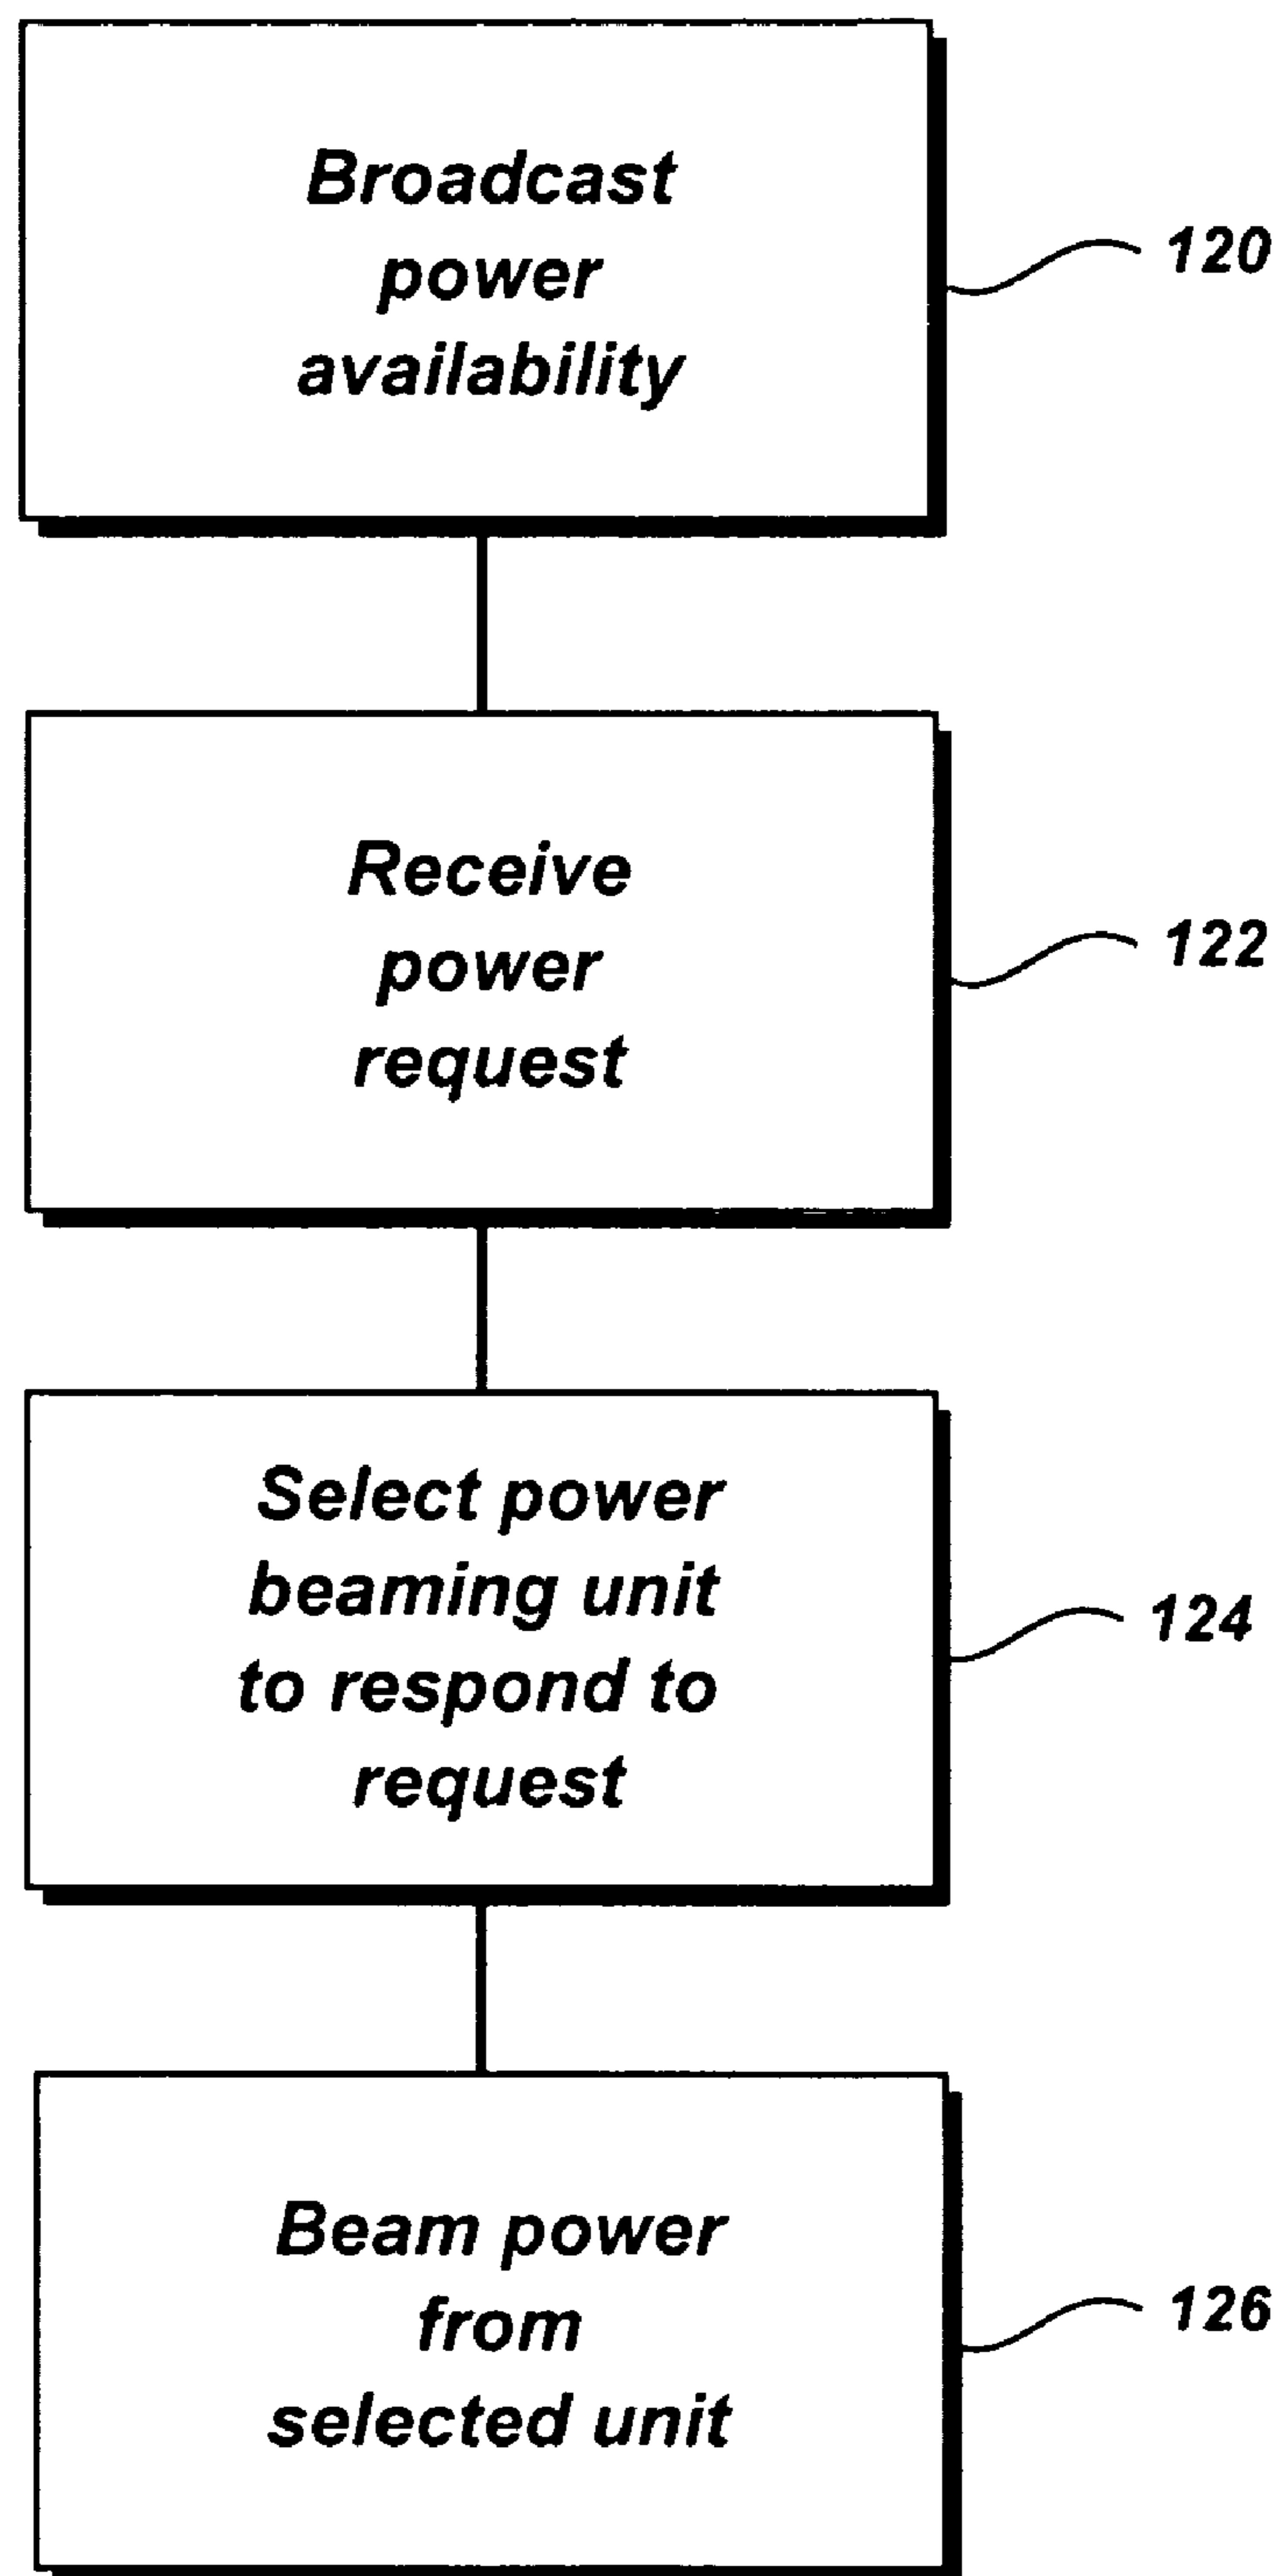 Broadcast
power
availability
120
Receive
power
request
122
Select power
beaming unit
to respond to
request
124
Beam power
from
selected unit
126